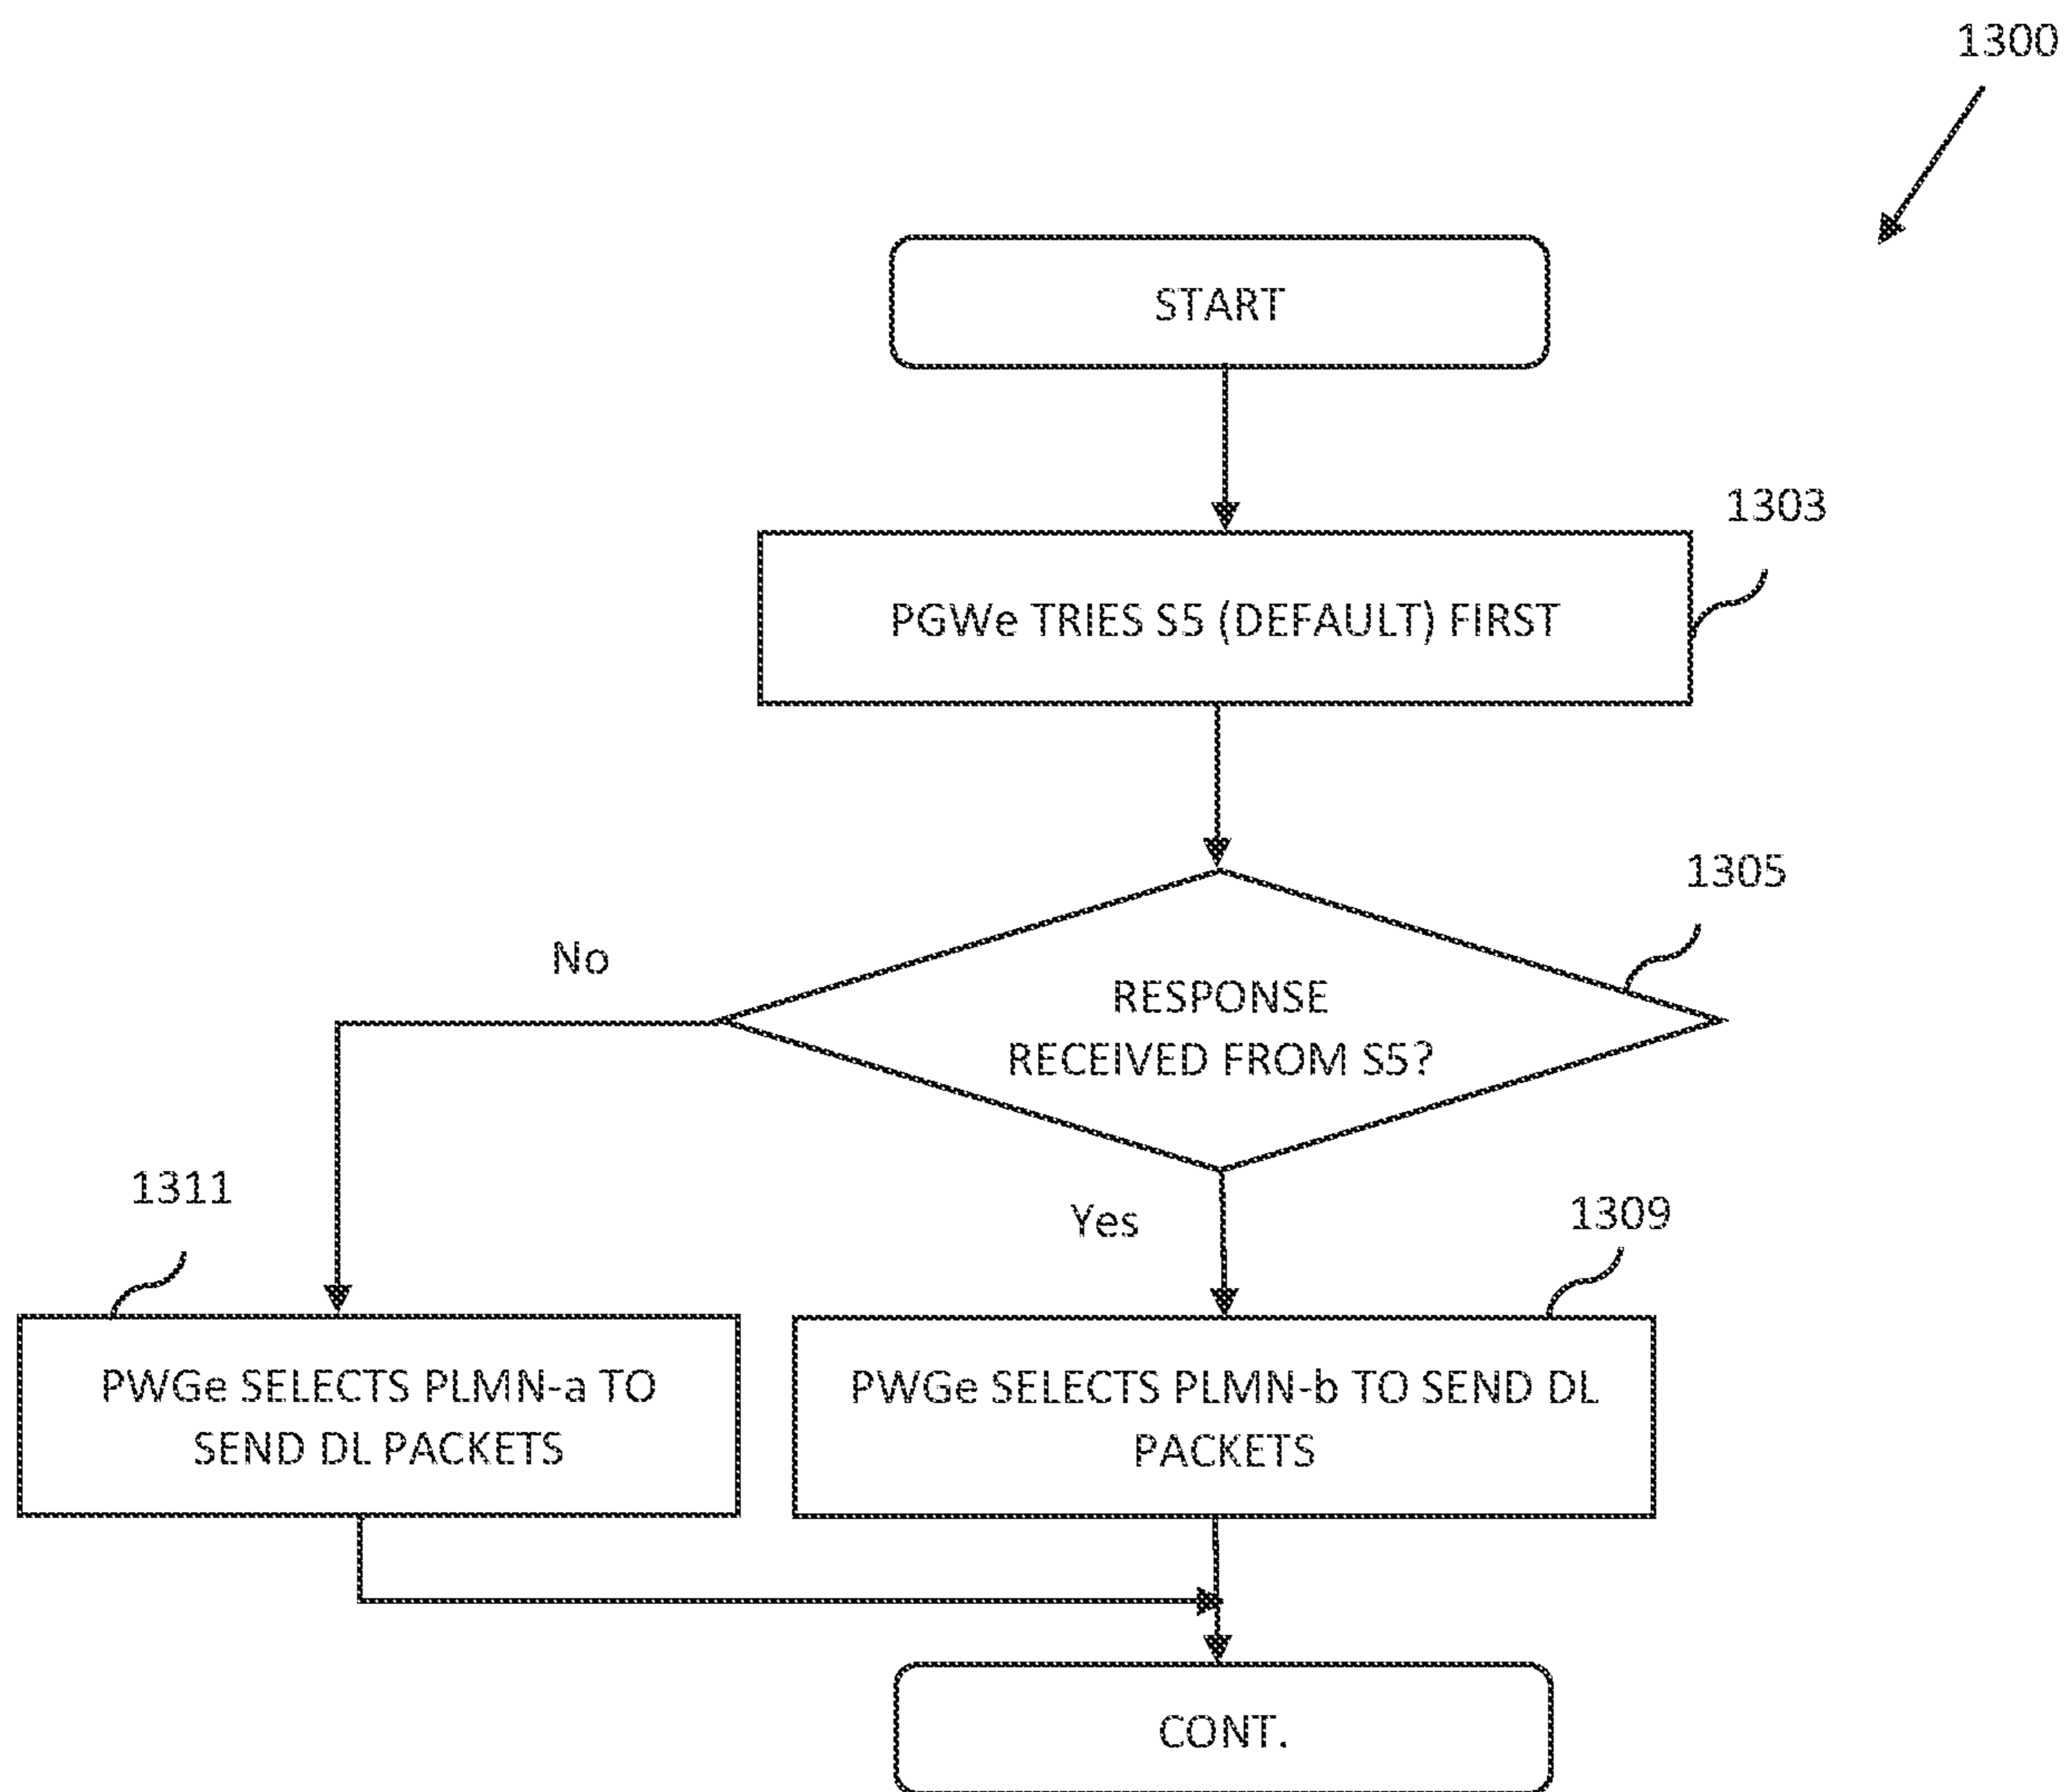 1300
START
1303
PGWe TRIES S5 (DEFAULT) FIRST
1305
No
RESPONSE
RECEIVED FROM S5?
1311
Yes
1309
PWGe SELECTS PLMN-a TO
SEND DL PACKETS
PWGe SELECTS PLMN-b TO SEND DL
PACKETS
CONT.